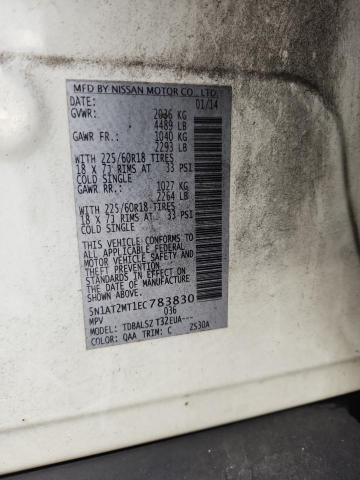 MFD BY NISSAN MOTOR CO., LTD.
DATE: 01/14
GVWR: 2036 KG
4489 LB
GAWR FR.: 1040 KG
2293 LB
WITH 225/60R18 TIRES
18 X 7J RIMS AT 33 PSI
COLD SINGLE
GAWR RR.: 1027 KG
2264 LB
WITH 225/60R18 TIRES
18 X 7J RIMS AT 33 PSI
COLD SINGLE
THIS VEHICLE CONFORMS TO
ALL APPLICABLE FEDERAL
MOTOR VEHICLE SAFETY
STANDARDS IN EFFECT ON
THE DATE OF MANUFACTURE
SHOWN ABOVE.
5N1AT2MT1EC783830
MPV 036
MODEL: TDBALSZ T32EUA---
COLOR: QAA TRIM: C ZS30A